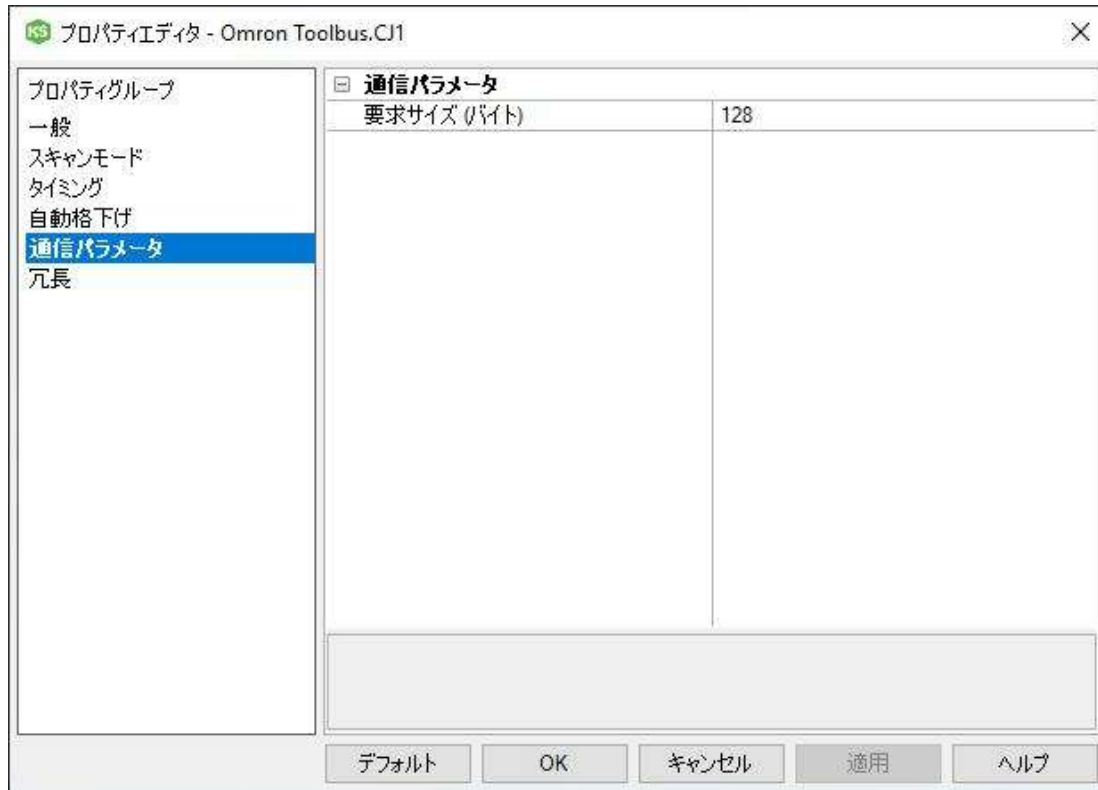 KS プロパティエディタ - Omron Toolbus.CJ1
プロパティグループ
一般
スキャンモード
タイミング
自動格下げ
通信パラメータ
冗長
通信パラメータ
要求サイズ (バイト) 128
デフォルト OK キャンセル 適用 ヘルプ